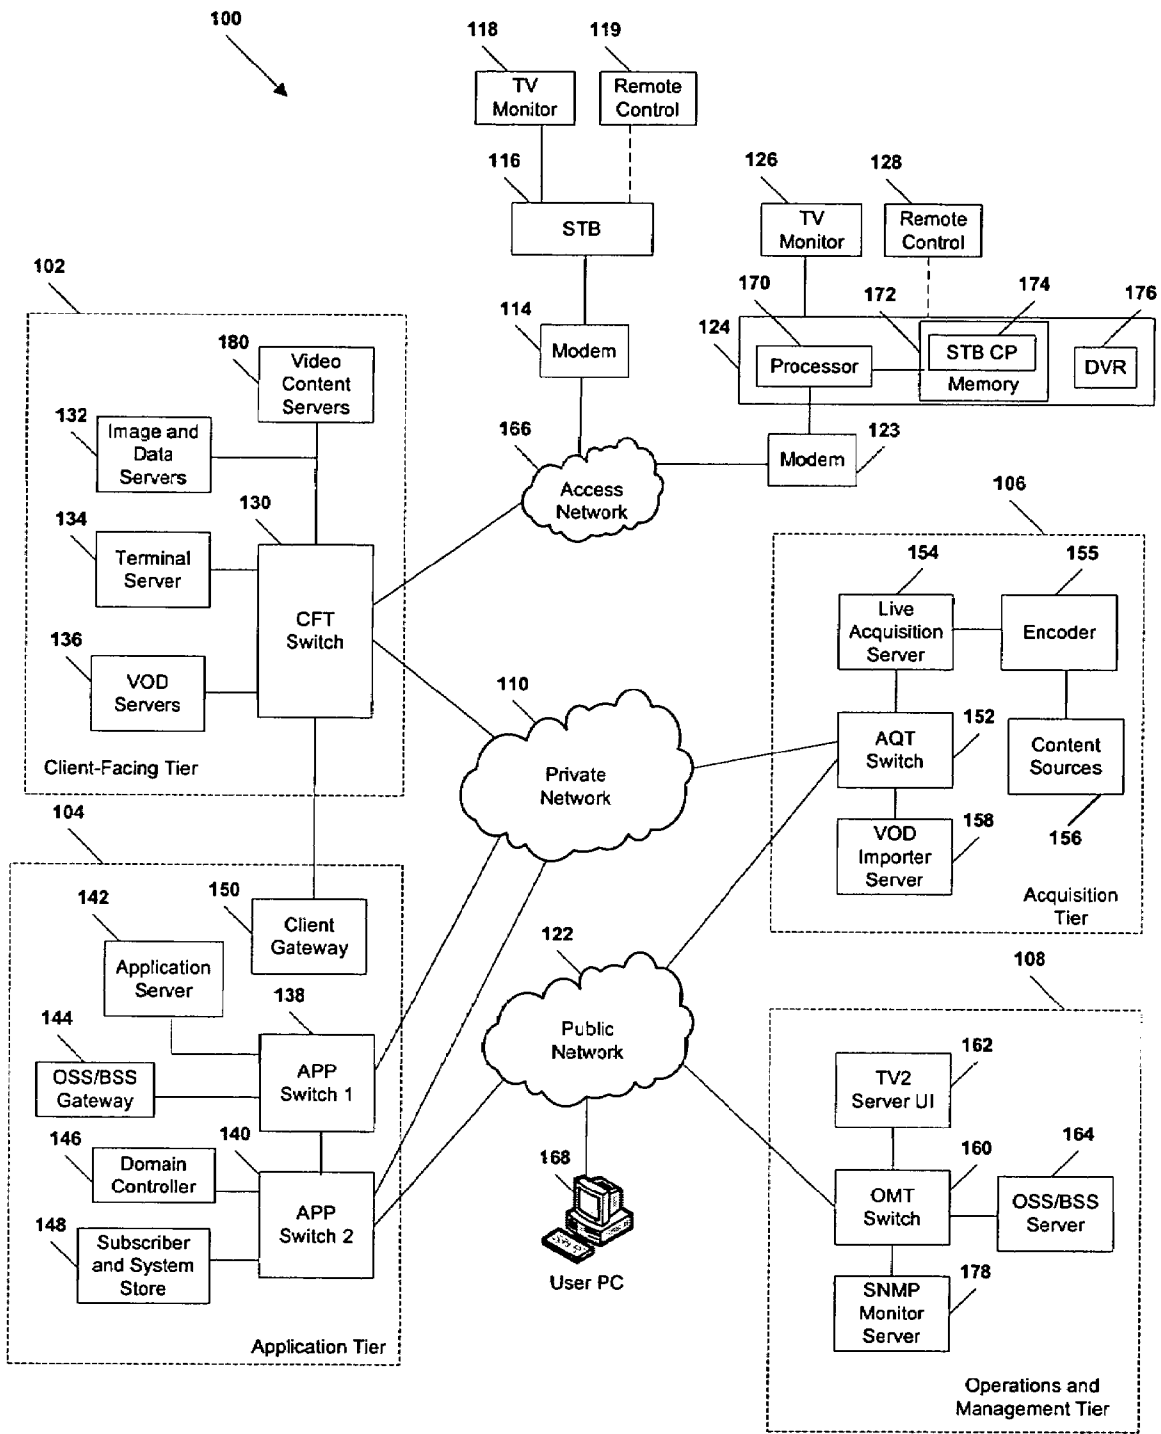 100
118
119
TV
Monitor
Remote
Control
116
STB
126
128
TV
Monitor
Remote
Control
102
114
Modem
170
172
174
176
124
Processor
STB CP
Memory
DVR
180
Video
Content
Servers
132
Image and
Data
Servers
166
Access
Network
Modem
123
130
134
Terminal
Server
CFT
Switch
136
VOD
Servers
Client-Facing Tier
106
154
155
Live
Acquisition
Server
Encoder
110
Private
Network
152
AQT
Switch
Content
Sources
156
158
VOD
Importer
Server
Acquisition
Tier
104
142
150
Client
Gateway
Application
Server
138
144
OSS/BSS
Gateway
APP
Switch 1
146
140
Domain
Controller
148
APP
Switch 2
Subscriber
and System
Store
Application Tier
122
Public
Network
168
User PC
108
162
TV2
Server UI
160
164
OMT
Switch
OSS/BSS
Server
178
SNMP
Monitor
Server
Operations and
Management Tier